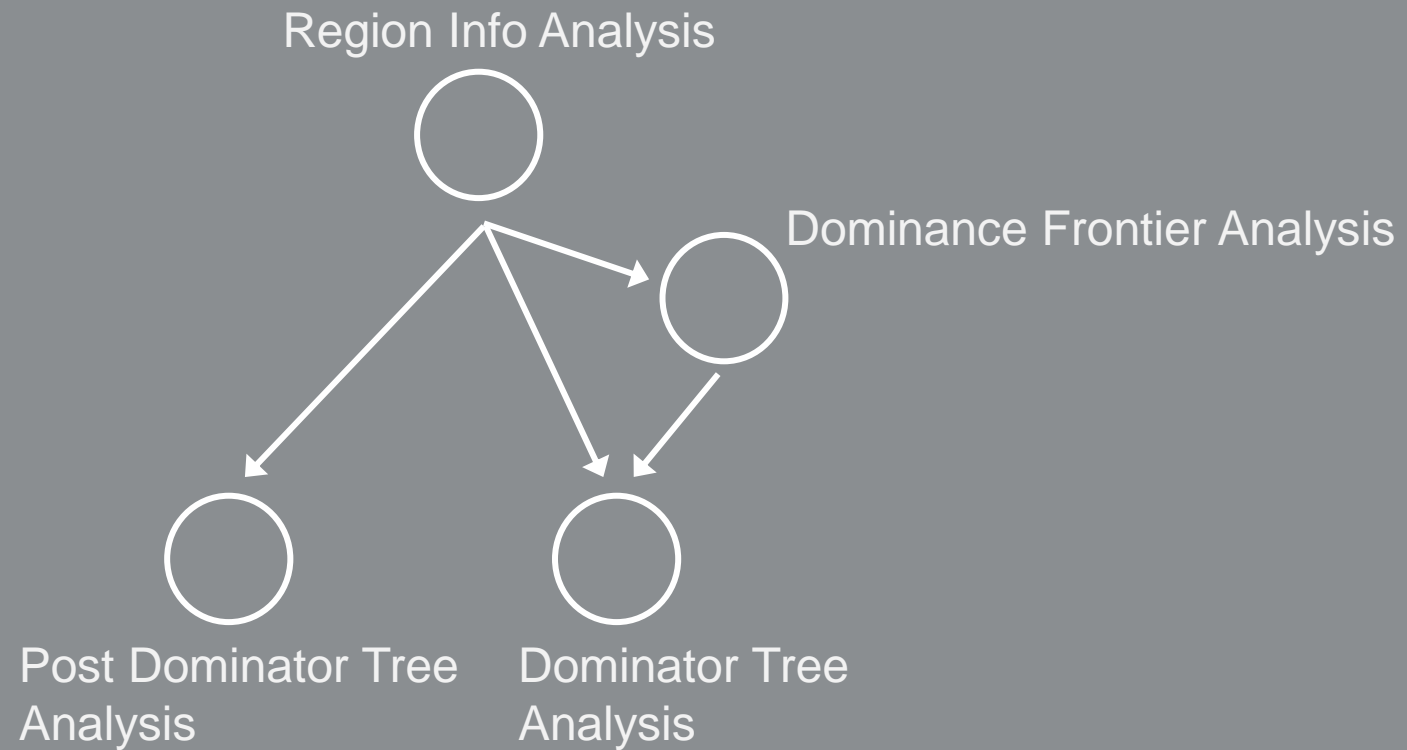 Region Info Analysis
Dominance Frontier Analysis
Post Dominator Tree
Analysis
Dominator Tree
Analysis